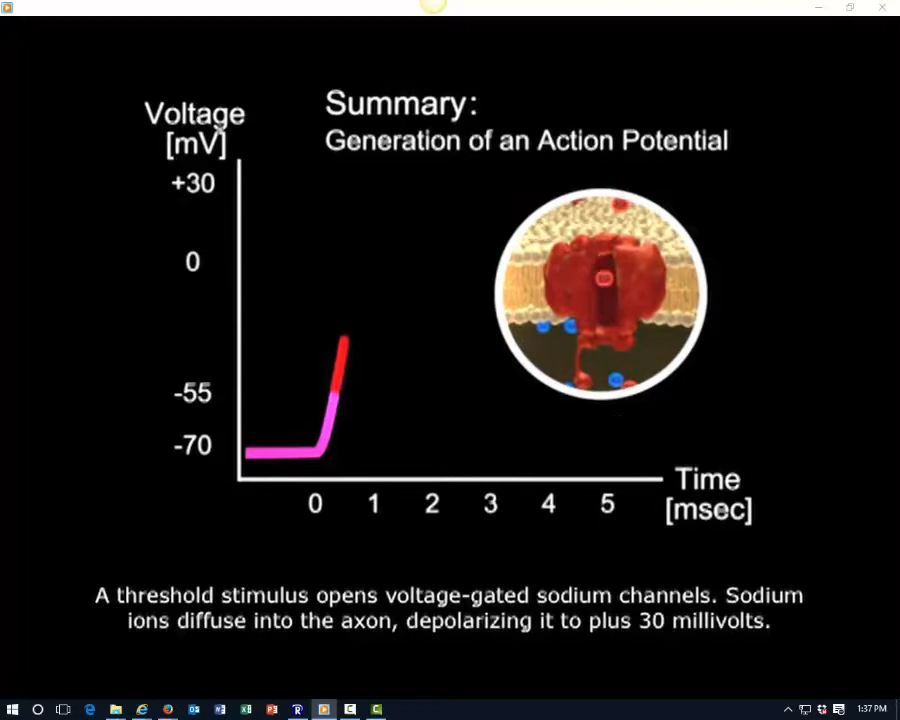 Voltage
[mV]
Summary:
Generation of an Action Potential
+30
0
-55
-70
0 1 2 3 4 5
Time
[msec]
A threshold stimulus opens voltage-gated sodium channels. Sodium
ions diffuse into the axon, depolarizing it to plus 30 millivolts.
1:37 PM